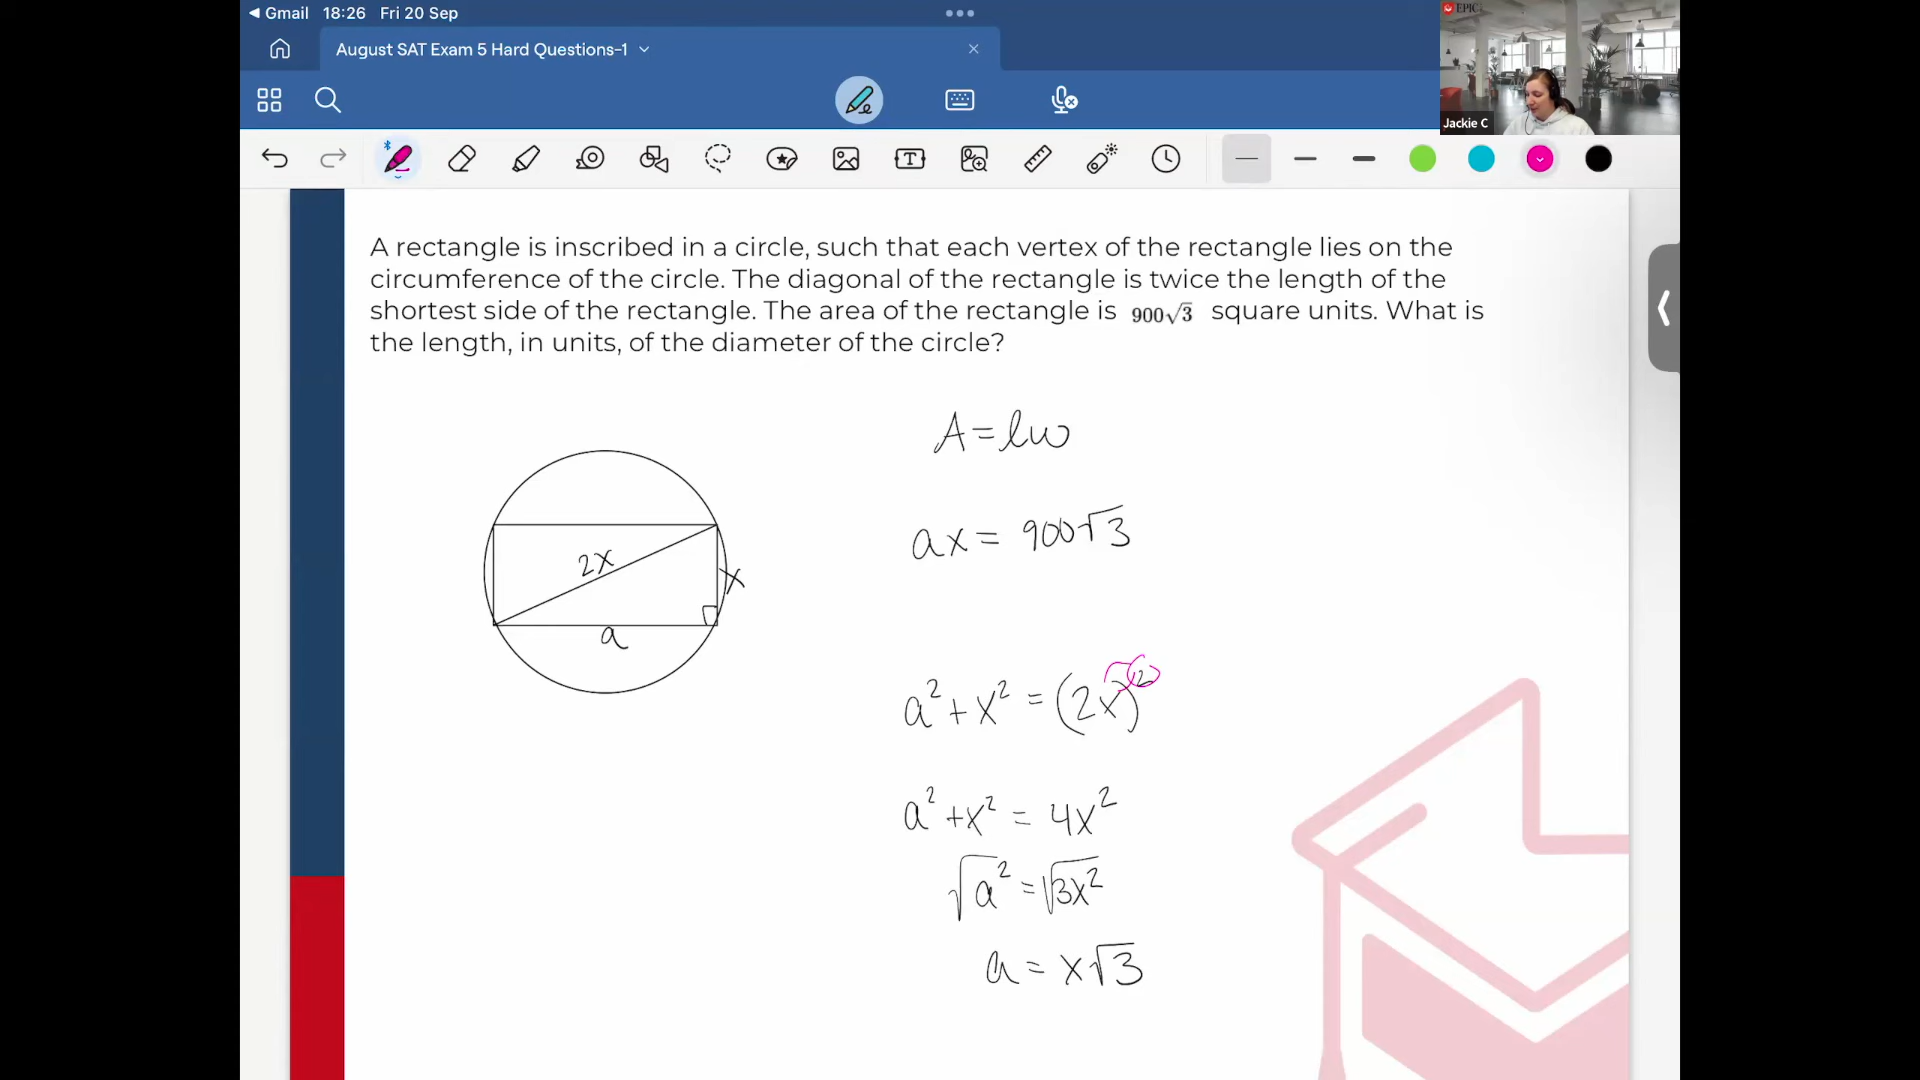 Gmail 18:26 Fri 20 Sep
EPIC
August SAT Exam 5 Hard Questions-1
Jackie C
A rectangle is inscribed in a circle, such that each vertex of the rectangle lies on the
circumference of the circle. The diagonal of the rectangle is twice the length of the
shortest side of the rectangle. The area of the rectangle is 900√3 square units. What is
the length, in units, of the diameter of the circle?
A = lw
ax = 900√3
2x
x
a
a² + x² = (2x)²
a² + x² = 4x²
√a² = √3x²
a = x√3